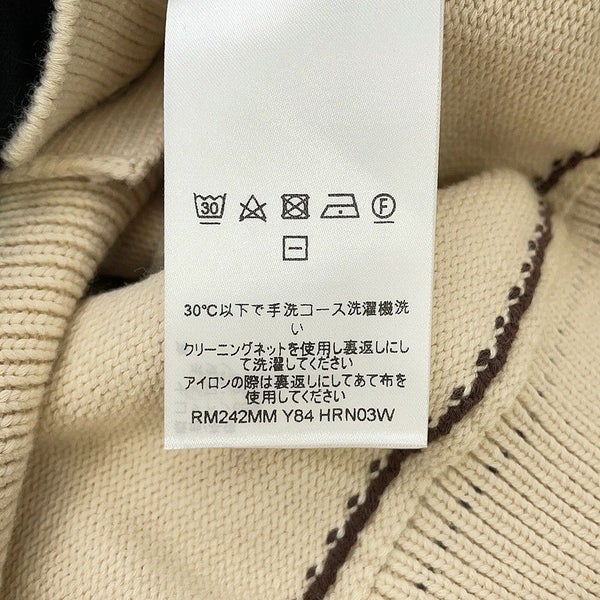 30
F
30℃以下で手洗コース洗濯機洗
い
クリーニングネットを使用し裏返しにし
て洗濯してください
アイロンの際は裏返しにしてあて布を
使用してください
RM242MM Y84 HRN03W